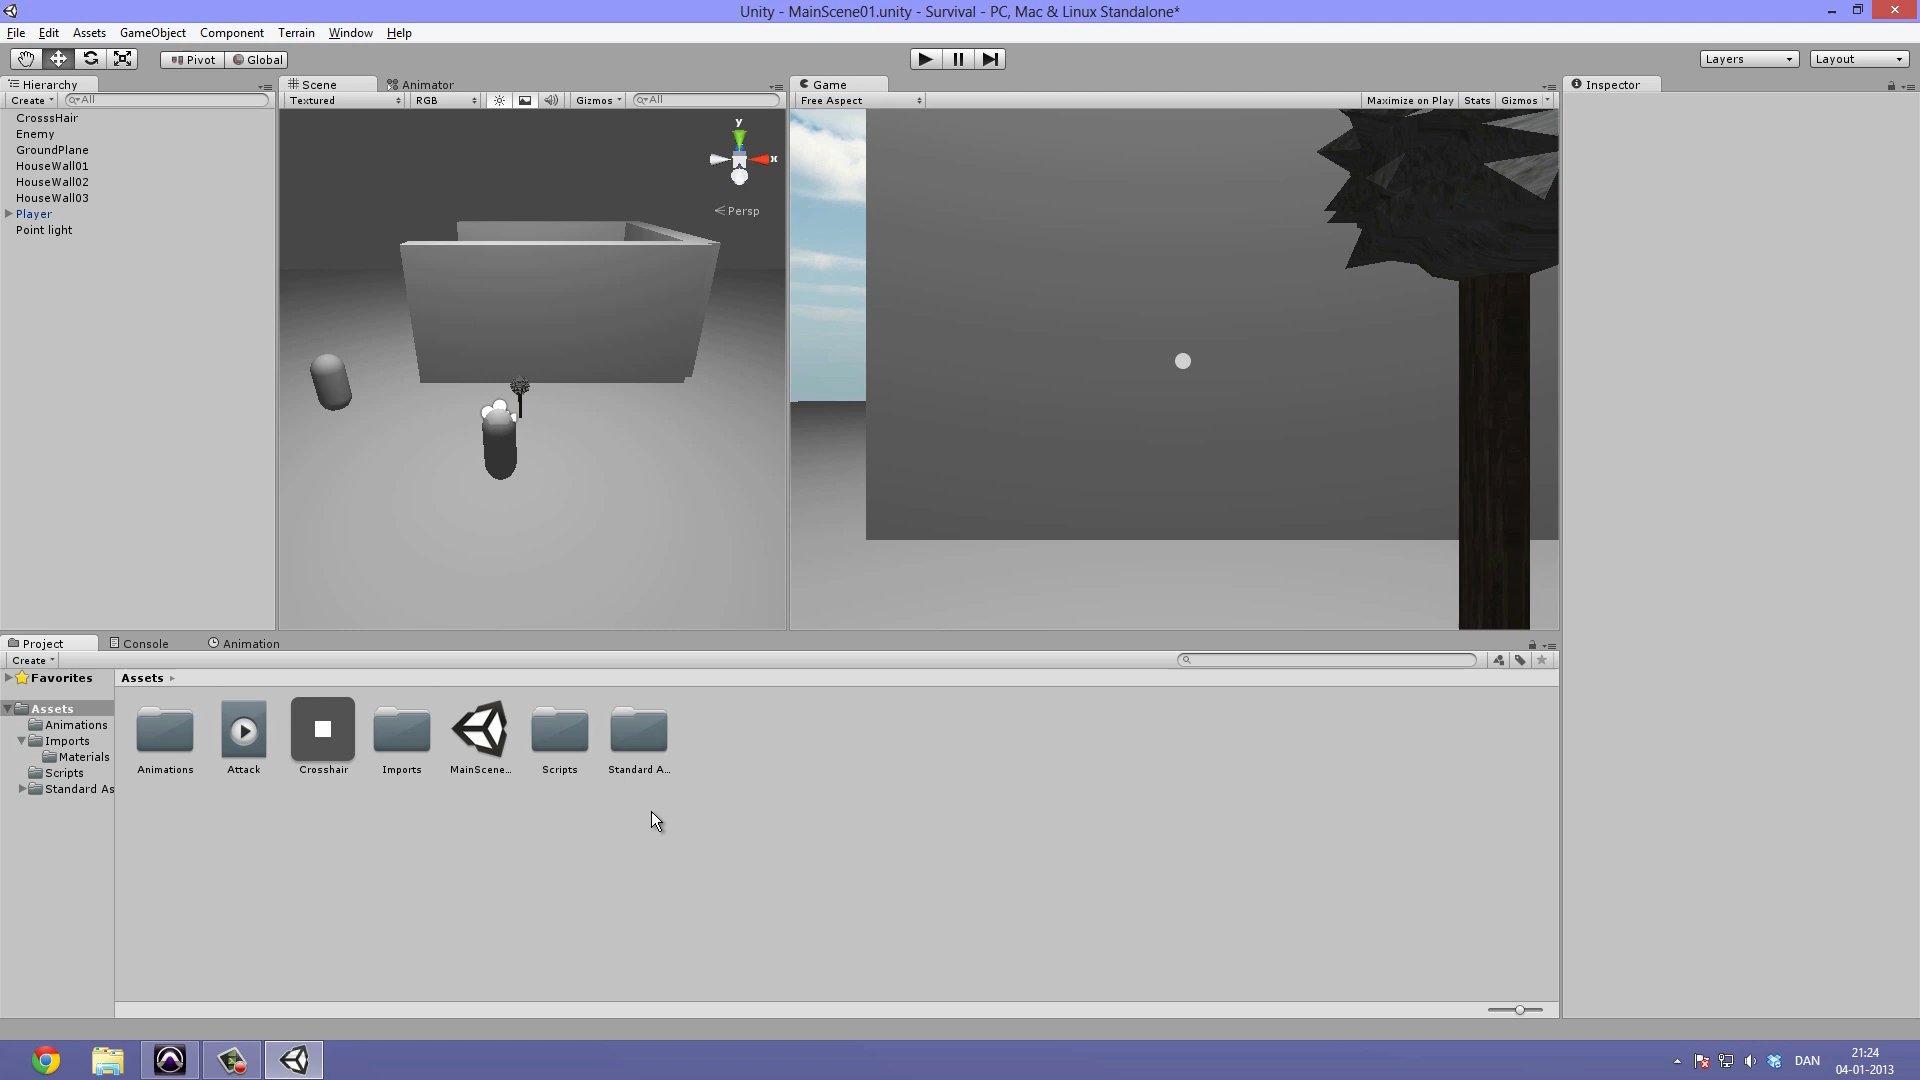 Unity - MainScene01.unity - Survival - PC, Mac & Linux Standalone*
File Edit Assets GameObject Component Terrain Window Help
Pivot Global Layers Layout
Hierarchy Scene Animator Game Inspector
Create All Textured RGB Gizmos All Free Aspect Maximize on Play Stats Gizmos
CrosssHair
Enemy
GroundPlane
HouseWall01
HouseWall02
HouseWall03
Player
Point light
y
x
Persp
Project Console Animation
Create
Favorites
Assets
Assets
Animations
Imports
Materials
Scripts
Standard As
Animations Attack Crosshair Imports MainScene... Scripts Standard A...
DAN
21:24
04-01-2013